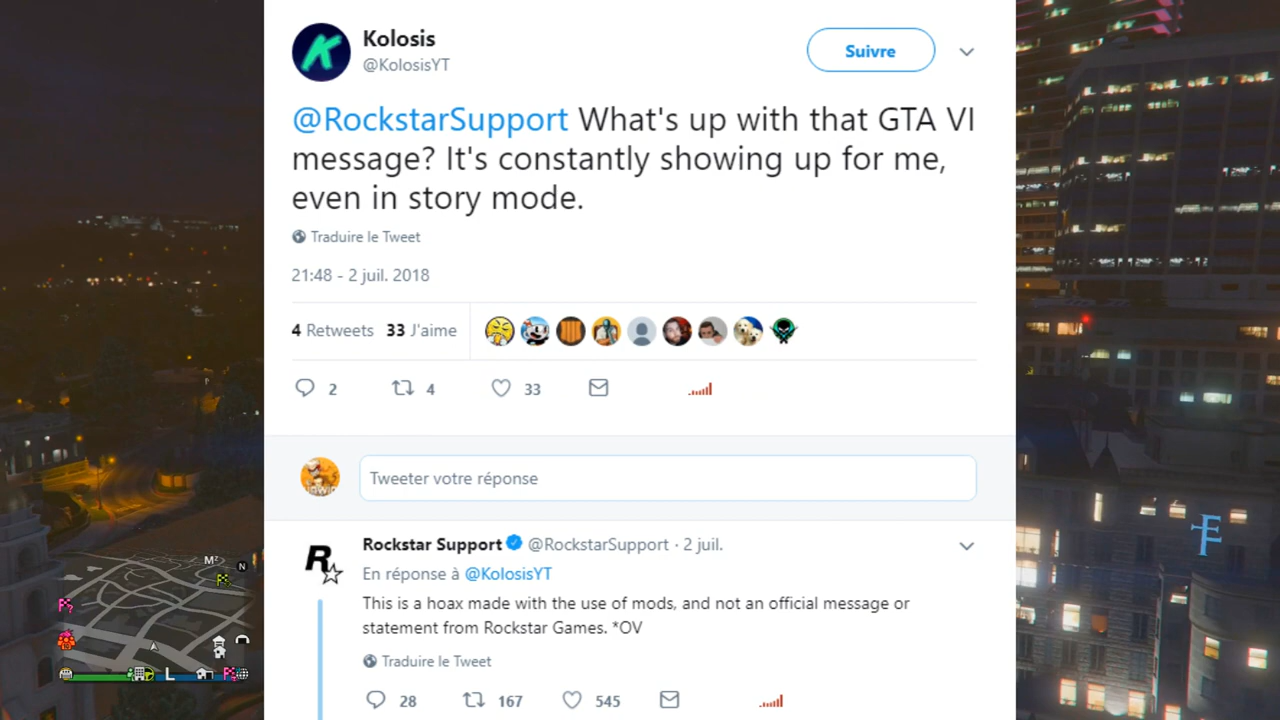 Kolosis
@KolosisYT
Suivre
@RockstarSupport What's up with that GTA VI
message? It's constantly showing up for me,
even in story mode.
Traduire le Tweet
21:48 - 2 juil. 2018
4 Retweets 33 J'aime
2 4 33
Tweeter votre réponse
Rockstar Support @RockstarSupport · 2 juil.
En réponse à @KolosisYT
This is a hoax made with the use of mods, and not an official message or
statement from Rockstar Games. *OV
Traduire le Tweet
28 167 545
N
L